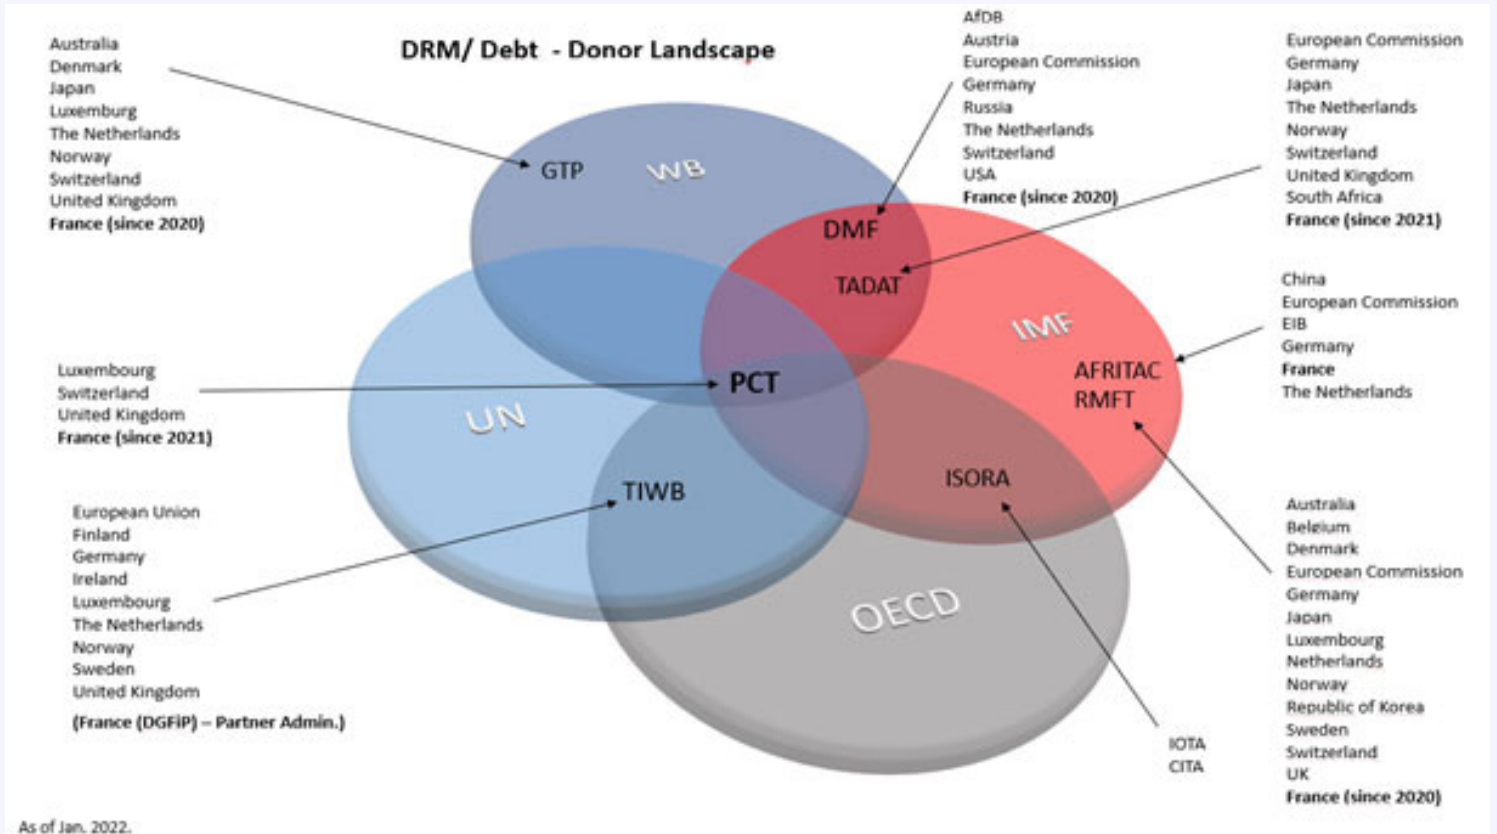 DRM/ Debt - Donor Landscape
Australia
Denmark
Japan
Luxemburg
The Netherlands
Norway
Switzerland
United Kingdom
France (since 2020)
AfDB
Austria
European Commission
Germany
Russia
The Netherlands
Switzerland
USA
France (since 2020)
European Commission
Germany
Japan
The Netherlands
Norway
Switzerland
United Kingdom
South Africa
France (since 2021)
GTP
WB
DMF
TADAT
IMF
China
European Commission
EIB
Germany
France
The Netherlands
AFRITAC
RMFT
Luxembourg
Switzerland
United Kingdom
France (since 2021)
PCT
UN
TIWB
ISORA
OECD
European Union
Finland
Germany
Ireland
Luxembourg
The Netherlands
Norway
Sweden
United Kingdom
(France (DGFiP) – Partner Admin.)
Australia
Belgium
Denmark
European Commission
Germany
Japan
Luxembourg
Netherlands
Norway
Republic of Korea
Sweden
Switzerland
UK
France (since 2020)
IOTA
CITA
As of Jan. 2022.